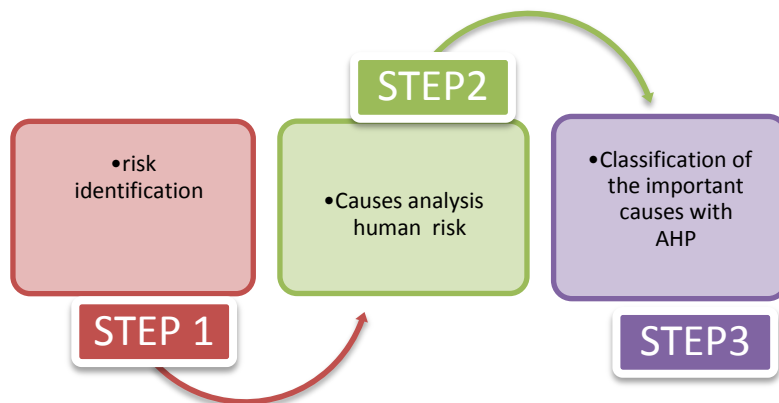 •risk
identification
STEP 1
STEP2
•Causes analysis
human risk
•Classification of
the important
causes with
AHP
STEP3